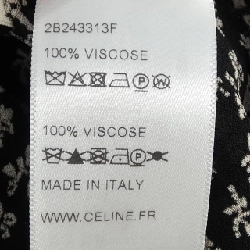 2B243313F
100% VISCOSE
100% VISCOSE
MADE IN ITALY
WWW.CELINE.FR